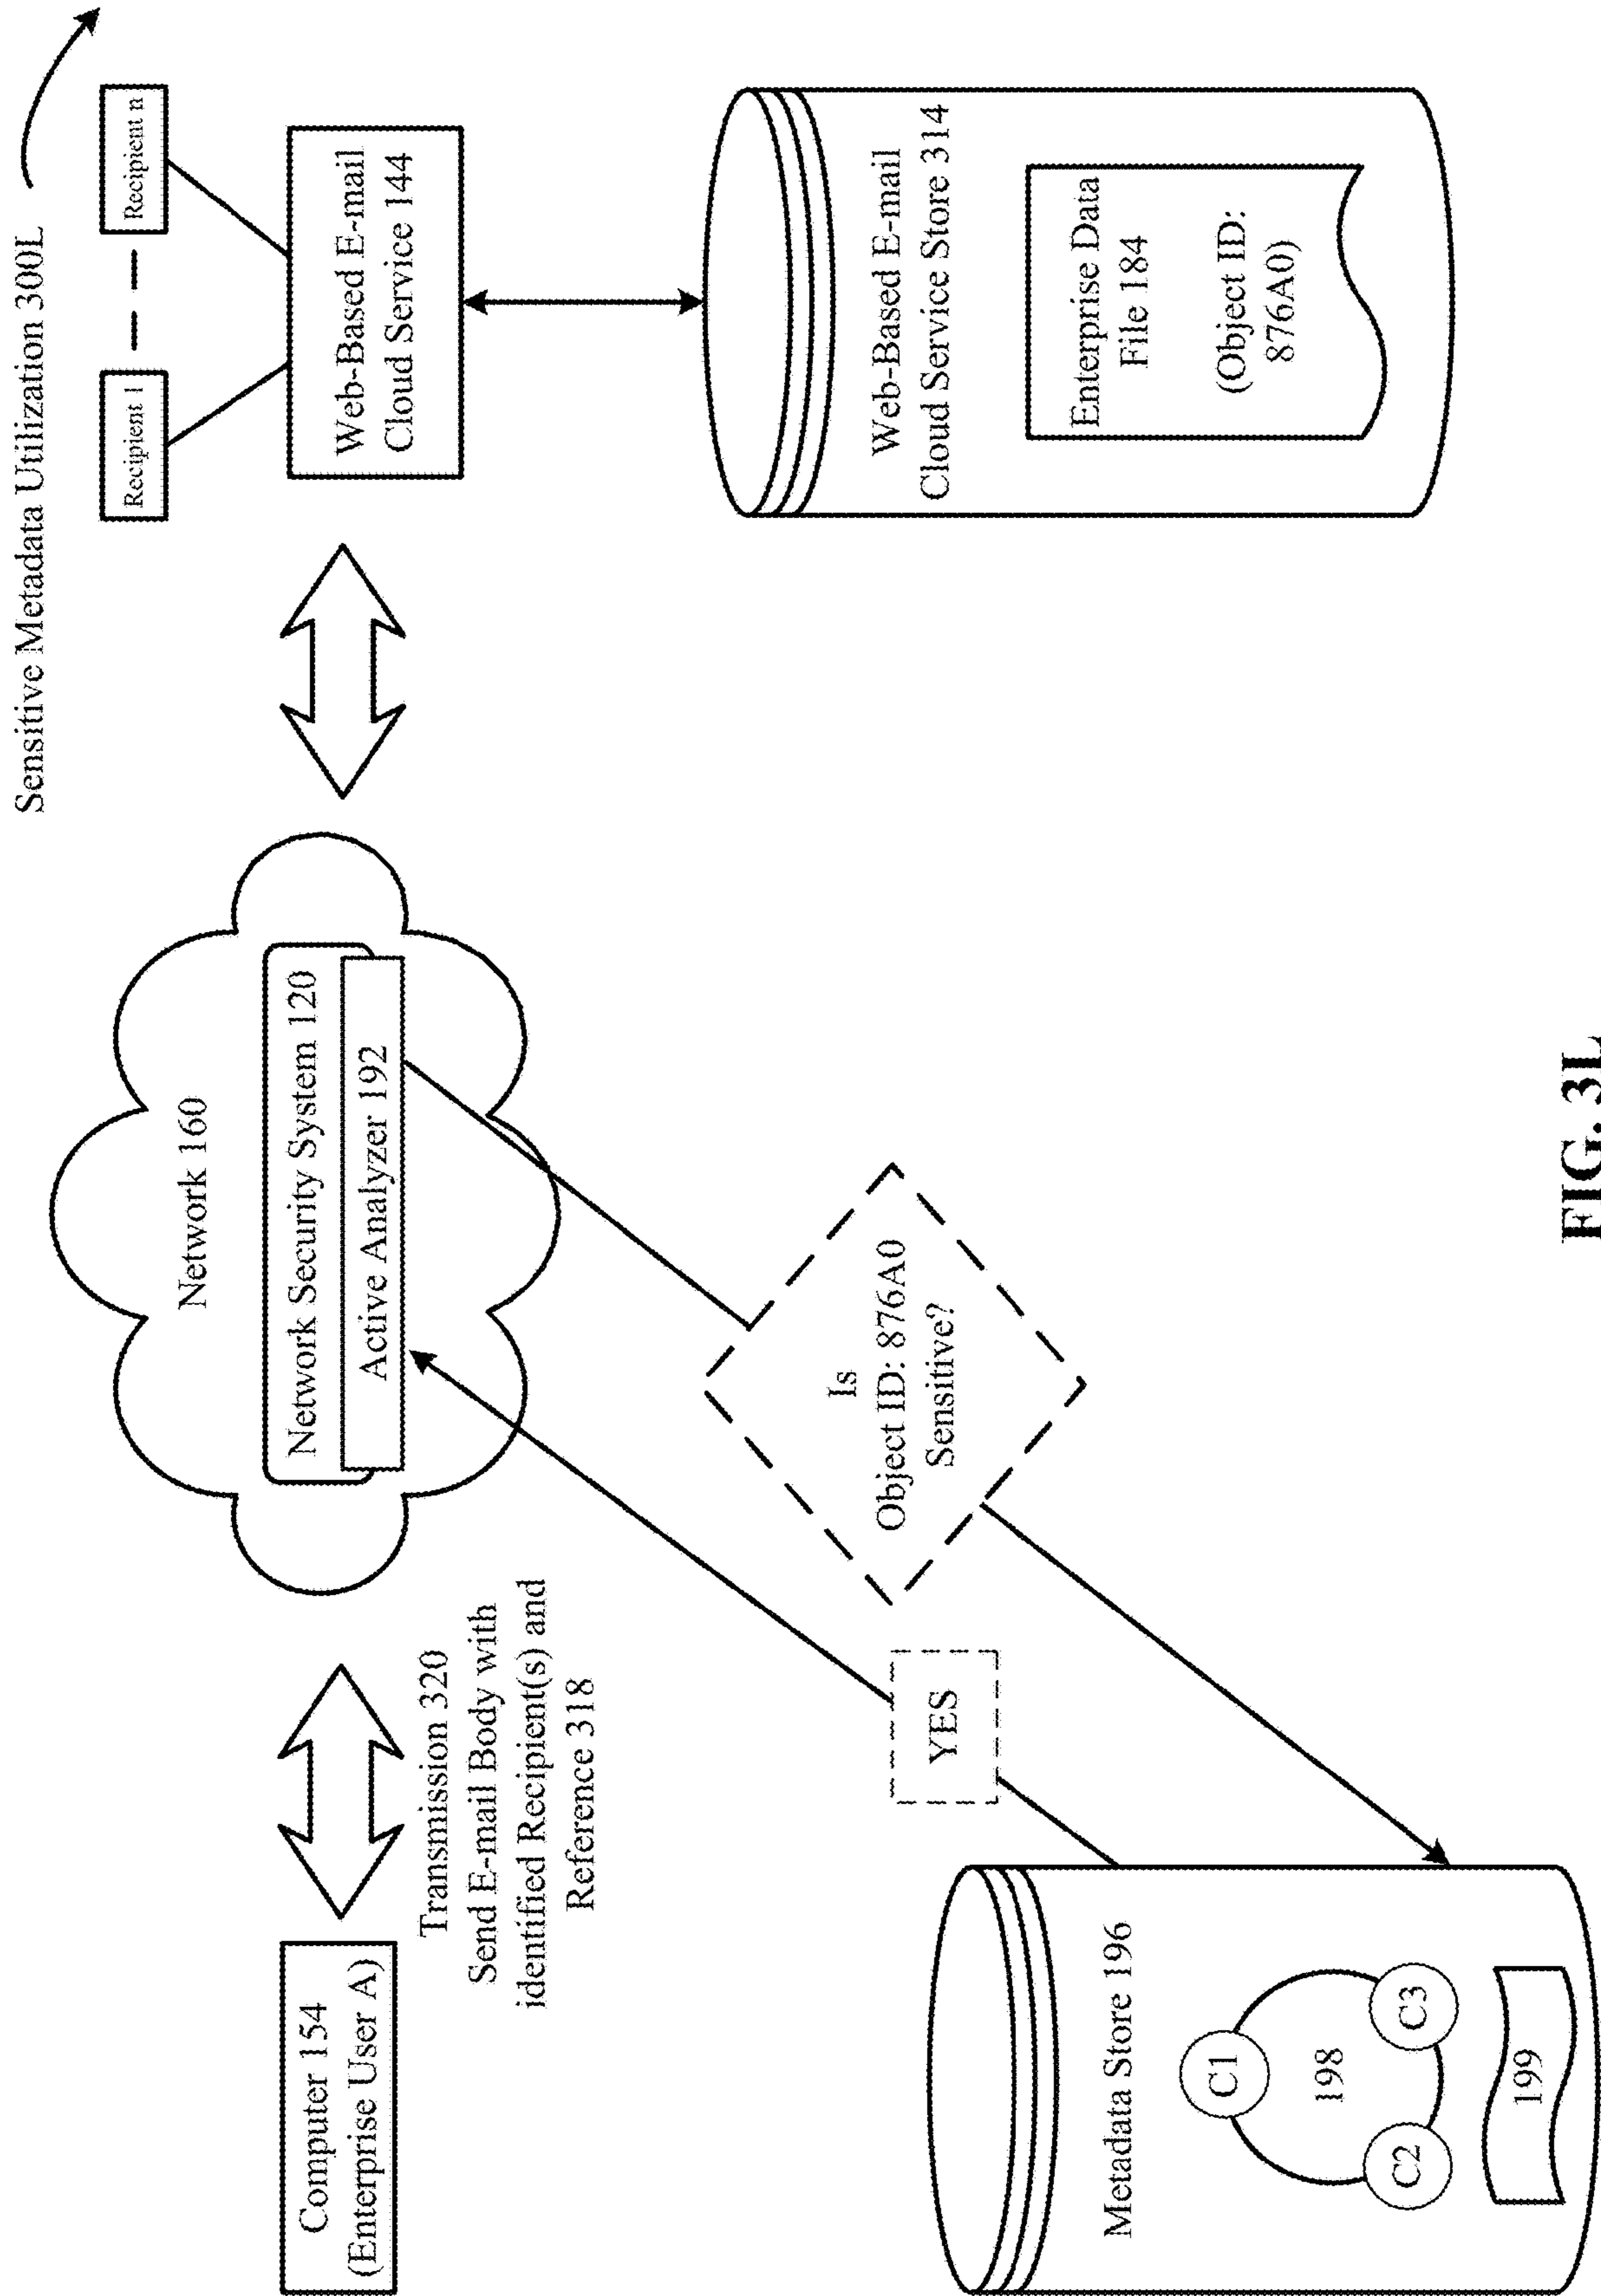 Sensitive Metadata Utilization 300L
Recipient 1
Recipient n
Web-Based E-mail
Cloud Service 144
Network 160
Network Security System 120
Active Analyzer 192
Computer 154
(Enterprise User A)
Transmission 320
Send E-mail Body with
identified Recipient(s) and
Reference 318
Web-Based E-mail
Cloud Service Store 314
Enterprise Data
File 184
(Object ID:
876A0)
Is
Object ID: 876A0
Sensitive?
YES
Metadata Store 196
C1
198
C2
C3
199
FIG. 3L